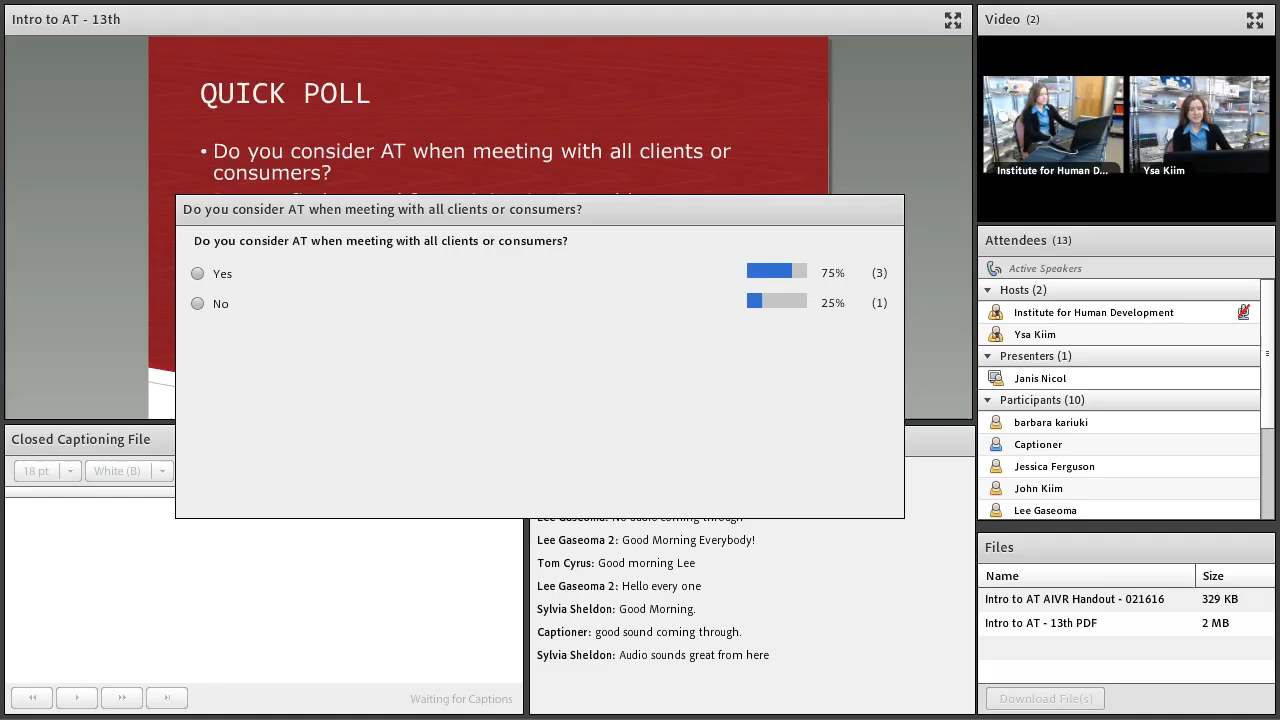 Intro to AT - 13th
QUICK POLL
• Do you consider AT when meeting with all clients or
consumers?
Do you consider AT when meeting with all clients or consumers?
Do you consider AT when meeting with all clients or consumers?
Yes 75% (3)
No 25% (1)
Closed Captioning File
18 pt White (B)
Waiting for Captions
Lee Gaseoma: No audio coming through
Lee Gaseoma 2: Good Morning Everybody!
Tom Cyrus: Good morning Lee
Lee Gaseoma 2: Hello every one
Sylvia Sheldon: Good Morning.
Captioner: good sound coming through.
Sylvia Sheldon: Audio sounds great from here
Video (2)
Institute for Human D...
Ysa Kiim
Attendees (13)
Active Speakers
Hosts (2)
Institute for Human Development
Ysa Kiim
Presenters (1)
Janis Nicol
Participants (10)
barbara kariuki
Captioner
Jessica Ferguson
John Kiim
Lee Gaseoma
Files
Name Size
Intro to AT AIVR Handout - 021616 329 KB
Intro to AT - 13th PDF 2 MB
Download File(s)